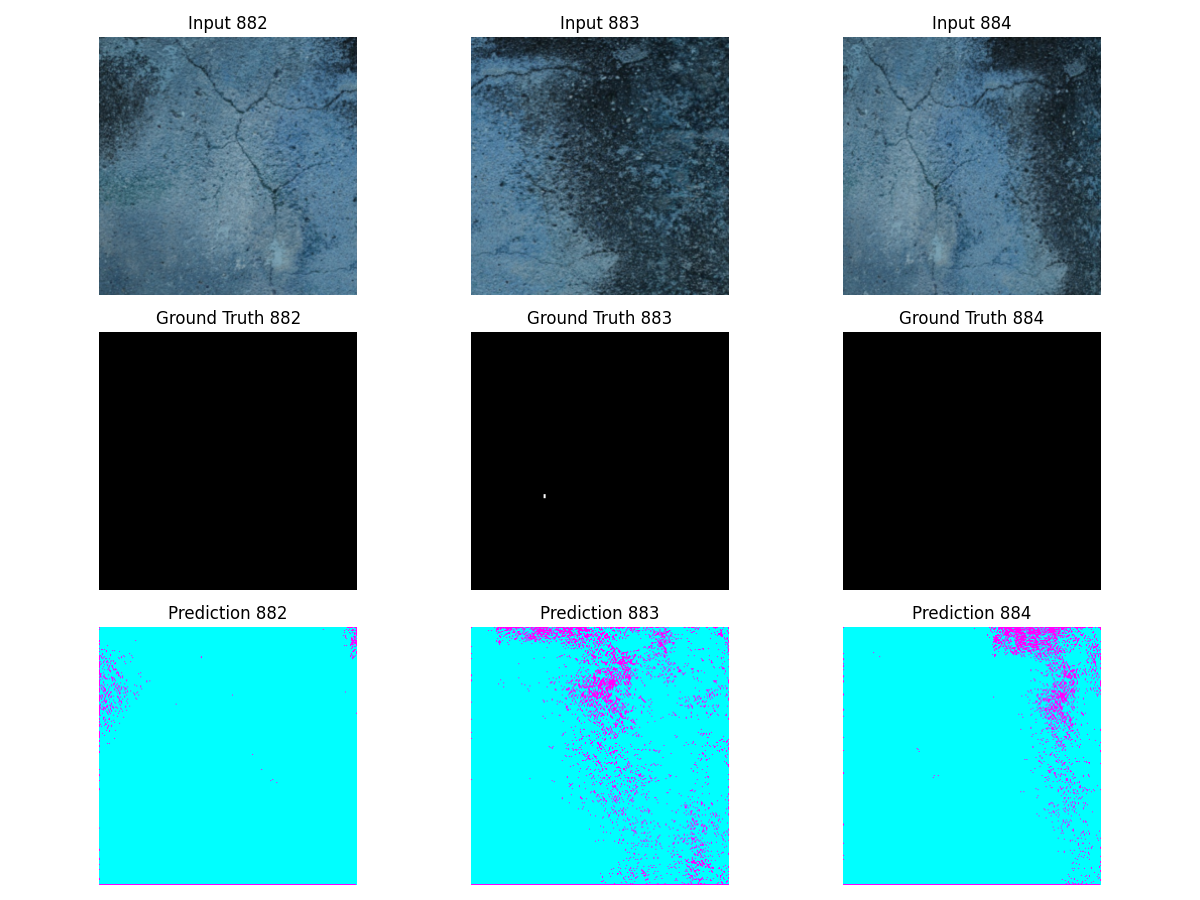 Input 882
Input 883
Input 884
Ground Truth 882
Ground Truth 883
Ground Truth 884
Prediction 882
Prediction 883
Prediction 884